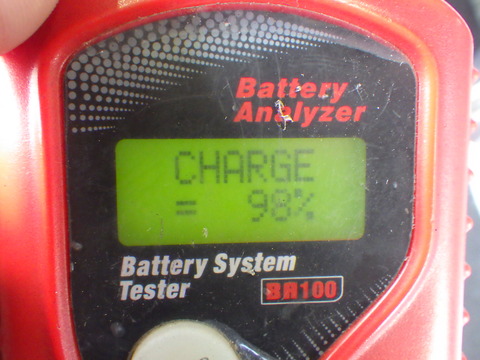 Battery
Analyzer
CHARGE
= 98%
Battery System
Tester
BA100